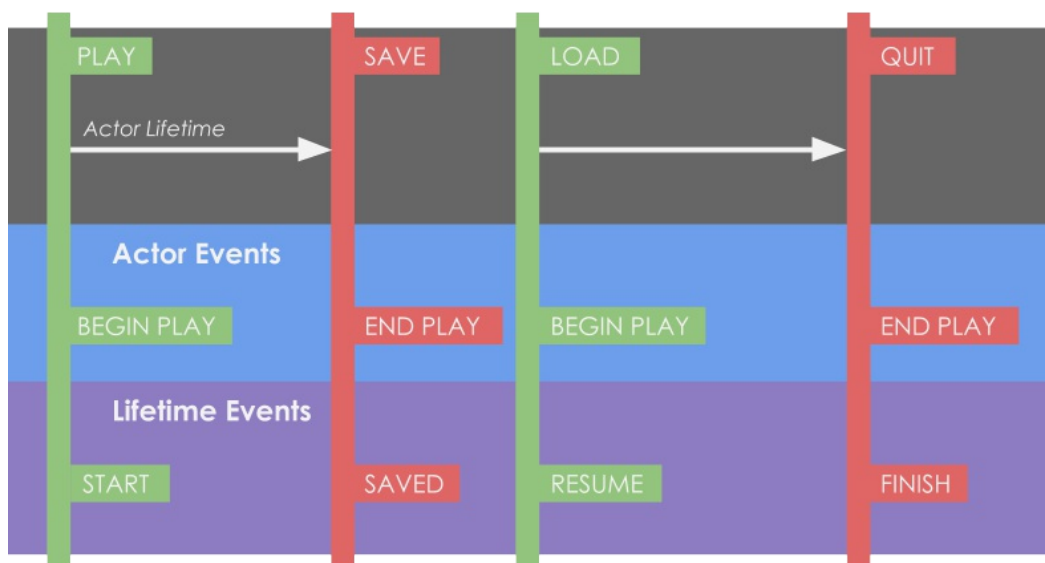 PLAY
SAVE
LOAD
QUIT
Actor Lifetime
Actor Events
BEGIN PLAY
END PLAY
BEGIN PLAY
END PLAY
Lifetime Events
START
SAVED
RESUME
FINISH